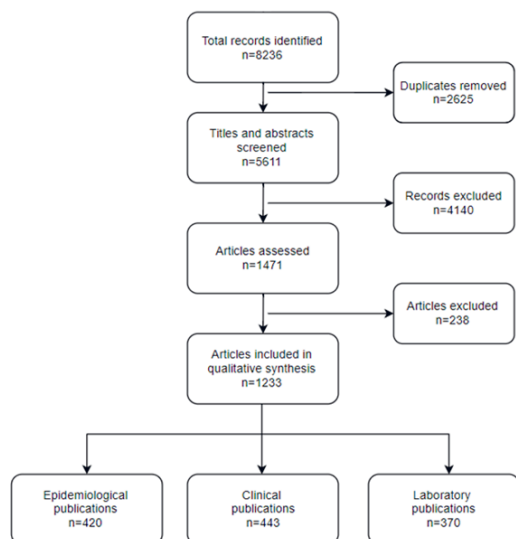 Total records identified
n=8236
Duplicates removed
n=2625
Titles and abstracts
screened
n=5611
Records excluded
n=4140
Articles assessed
n=1471
Articles excluded
n=238
Articles included in
qualitative synthesis
n=1233
Epidemiological
publications
n=420
Clinical
publications
n=443
Laboratory
publications
n=370